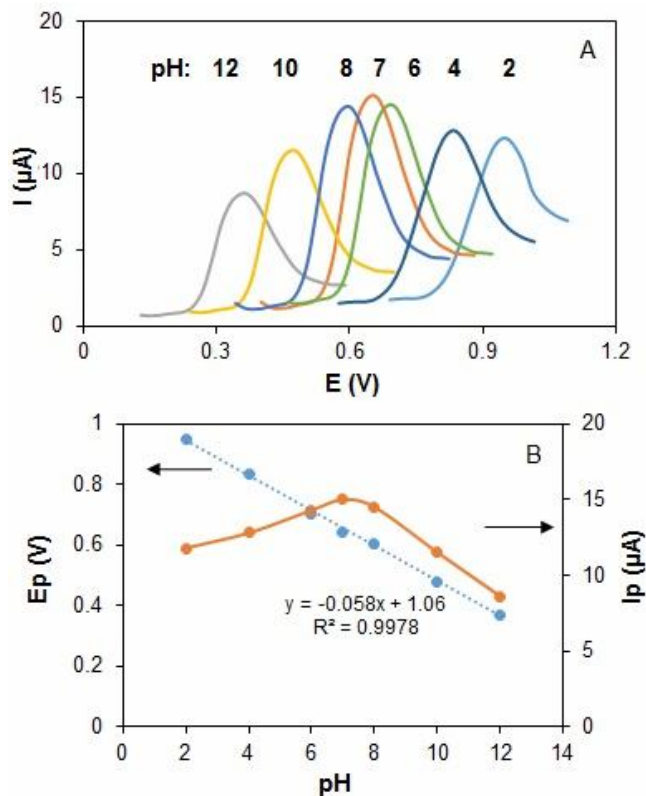 A
pH: 12 10 8 7 6 4 2
20
15
10
5
0
I (µA)
0 0.3 0.6 0.9 1.2
E (V)
B
1
0.8
0.6
0.4
0.2
0
Ep (V)
20
15
10
5
0
Ip (µA)
y = -0.058x + 1.06
R² = 0.9978
0 2 4 6 8 10 12 14
pH